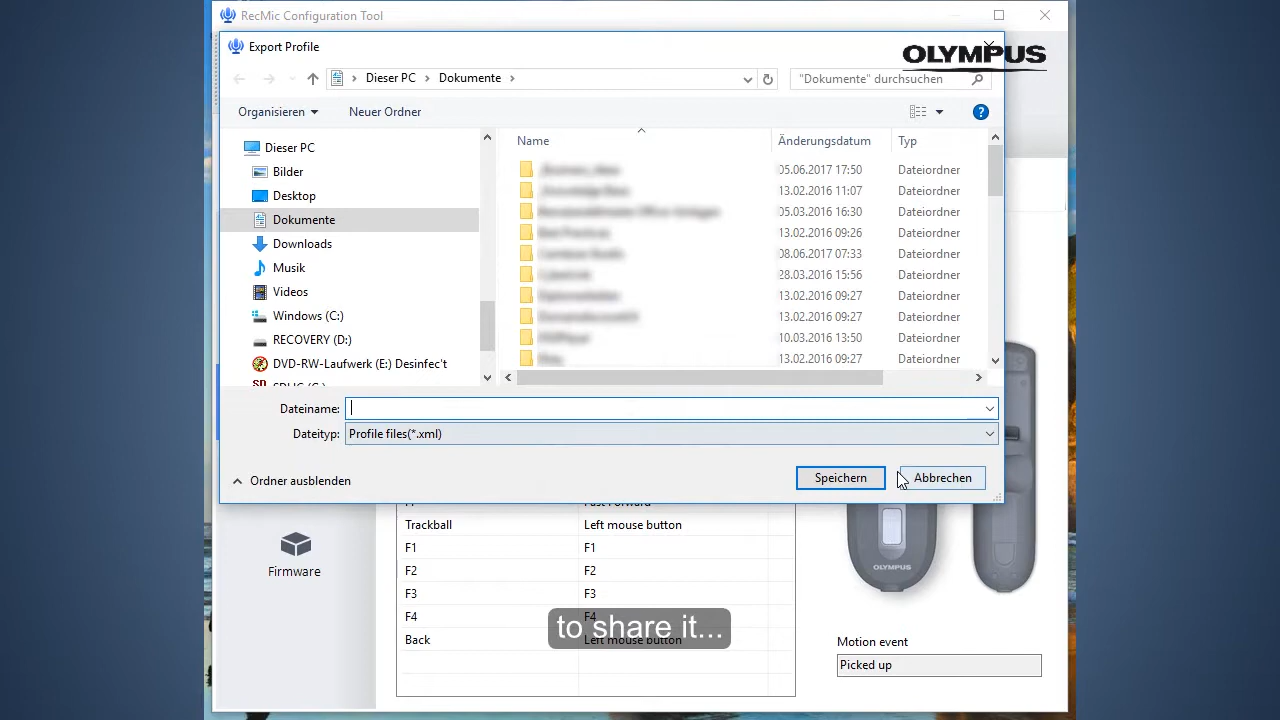 RecMic Configuration Tool
Export Profile
OLYMPUS
Dieser PC
Dokumente
"Dokumente" durchsuchen
Organisieren
Neuer Ordner
Name
Änderungsdatum
Typ
Dieser PC
Bilder
Desktop
Dokumente
Downloads
Musik
Videos
Windows (C:)
RECOVERY (D:)
DVD-RW-Laufwerk (E:) Desinfec't
05.06.2017 17:50 Dateiordner
13.02.2016 11:07 Dateiordner
05.03.2016 16:30 Dateiordner
13.02.2016 09:26 Dateiordner
08.06.2017 07:33 Dateiordner
28.03.2016 15:56 Dateiordner
13.02.2016 09:27 Dateiordner
13.02.2016 09:27 Dateiordner
10.03.2016 13:50 Dateiordner
13.02.2016 09:27 Dateiordner
Dateiname:
Dateityp: Profile files(*.xml)
Ordner ausblenden
Speichern
Abbrechen
Trackball Left mouse button
F1 F1
F2 F2
F3 F3
F4 F4
Back Left mouse button
Firmware
to share it...
OLYMPUS
Motion event
Picked up